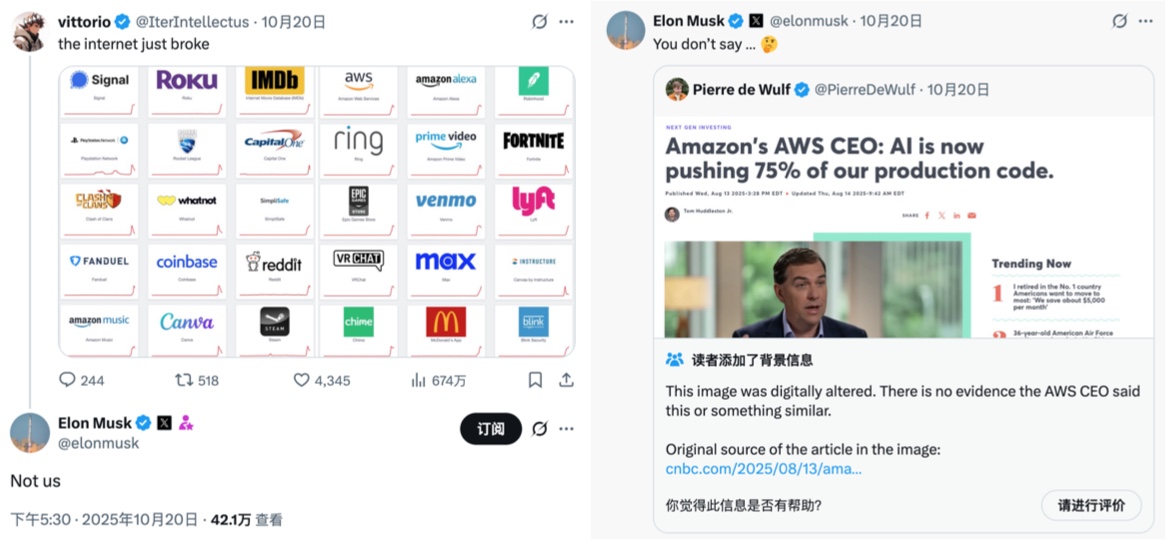 vittorio @IterIntellectus · 10月20日
the internet just broke
Signal Roku IMDb aws amazon alexa
Signal Roku Internet Movie Database (IMDb) Amazon Web Services Amazon Alexa Robinhood
PlayStation Network ROCKET LEAGUE Capital One ring prime video FORTNITE
Playstation Network Rocket League Capital One Ring Amazon Prime Video Fortnite
CLASH OF CLANS whatnot SimpliSafe EPIC GAMES STORE venmo lyft
Clash of Clans Whatnot SimpliSafe Epic Games Store Venmo Lyft
FANDUEL coinbase reddit VR CHAT max INSTRUCTURE
Fanduel Coinbase Reddit VRChat Max Canvas by Instructure
amazon music Canva STEAM chime blink
Amazon Music Canva Steam Chime McDonald's App Blink Security
244 518 4,345 674万
Elon Musk
@elonmusk
订阅
Not us
下午5:30 · 2025年10月20日 · 42.1万 查看
Elon Musk @elonmusk · 10月20日
You don't say ... 🤔
Pierre de Wulf @PierreDeWulf · 10月20日
NEXT GEN INVESTING
Amazon's AWS CEO: AI is now
pushing 75% of our production code.
Published Wed, Aug 13 2025·3:28 PM EDT • Updated Thu, Aug 14 2025·9:42 AM EDT
Tom Huddleston Jr.
SHARE
Trending Now
1 I retired in the No. 1 country
Americans want to move to
most: 'We save about $5,000
per month'
36-year-old American Air Force
读者添加了背景信息
This image was digitally altered. There is no evidence the AWS CEO said
this or something similar.
Original source of the article in the image:
cnbc.com/2025/08/13/ama...
你觉得此信息是否有帮助?
请进行评价